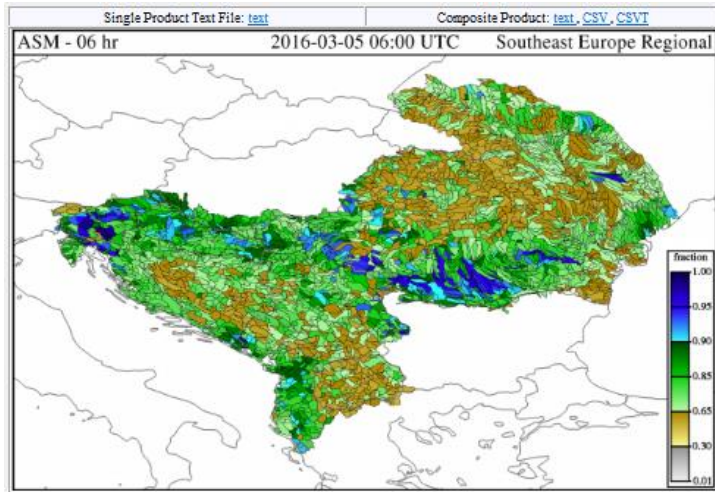 Single Product Text File: text
Composite Product: text , CSV , CSVT
ASM - 06 hr
2016-03-05 06:00 UTC
Southeast Europe Regional
fraction
1.00
0.95
0.90
0.85
0.65
0.30
0.01